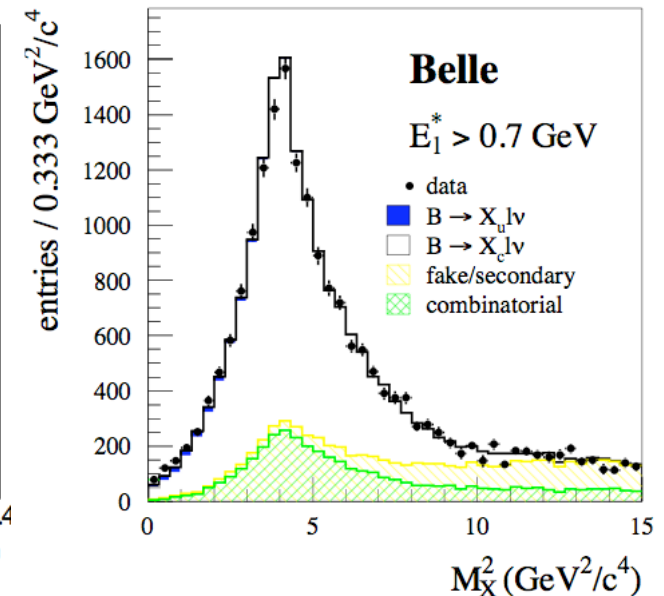 entries / 0.333 GeV²/c⁴
1600
1400
1200
1000
800
600
400
200
0
Belle
E*l > 0.7 GeV
data
B → Xulν
B → Xclν
fake/secondary
combinatorial
.4
0 5 10 15
M²X (GeV²/c⁴)